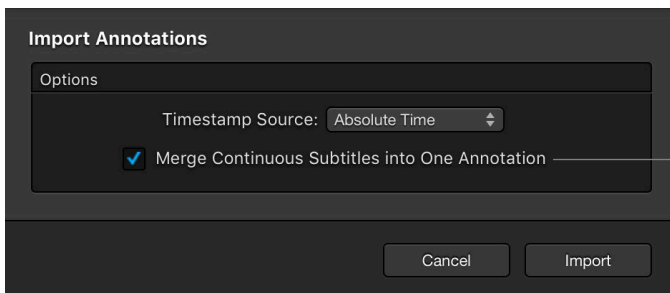 Import Annotations
Options
Timestamp Source: Absolute Time
Merge Continuous Subtitles into One Annotation
Cancel Import